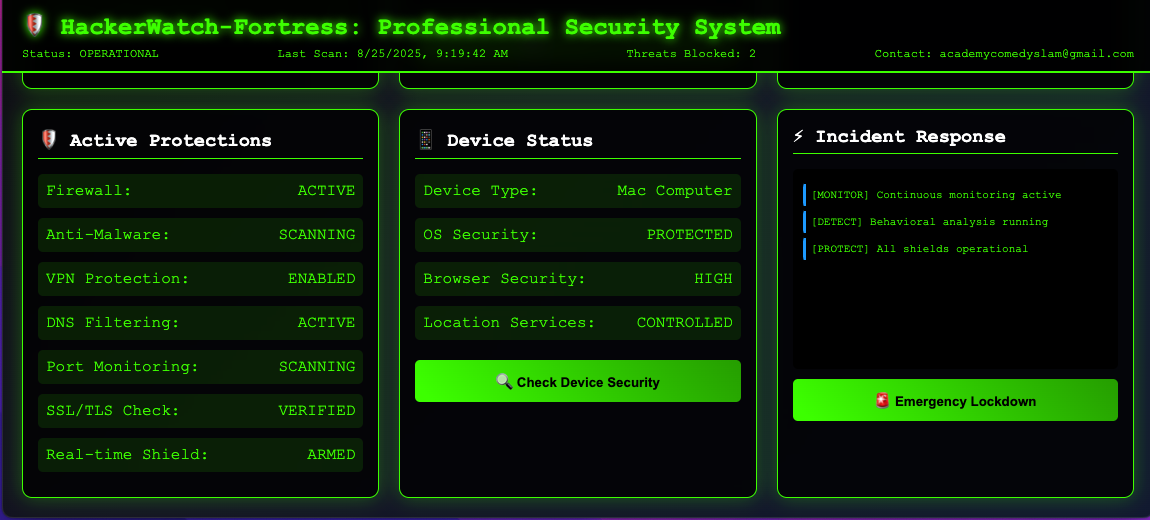 🛡️ HackerWatch-Fortress: Professional Security System
Status: OPERATIONAL
Last Scan: 8/25/2025, 9:19:42 AM
Threats Blocked: 2
Contact: academycomedyslam@gmail.com
🛡️ Active Protections
Firewall: ACTIVE
Anti-Malware: SCANNING
VPN Protection: ENABLED
DNS Filtering: ACTIVE
Port Monitoring: SCANNING
SSL/TLS Check: VERIFIED
Real-time Shield: ARMED
📱 Device Status
Device Type: Mac Computer
OS Security: PROTECTED
Browser Security: HIGH
Location Services: CONTROLLED
🔍 Check Device Security
⚡ Incident Response
[MONITOR] Continuous monitoring active
[DETECT] Behavioral analysis running
[PROTECT] All shields operational
🚨 Emergency Lockdown